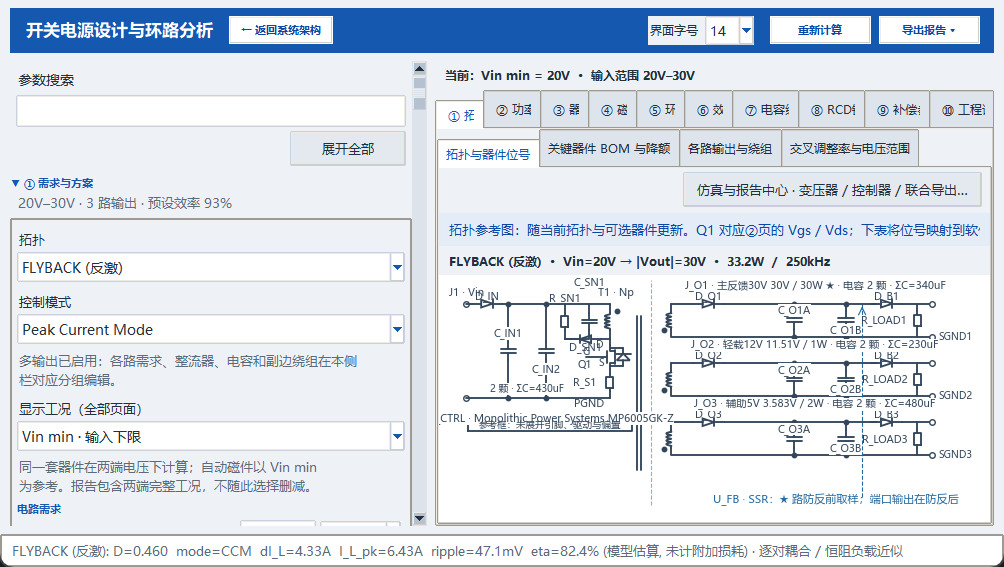 开关电源设计与环路分析
← 返回系统架构
界面字号
14
重新计算
导出报告
参数搜索
展开全部
▼ ① 需求与方案
20V–30V · 3 路输出 · 预设效率 93%
拓扑
FLYBACK (反激)
控制模式
Peak Current Mode
多输出已启用：各路需求、整流器、电容和副边绕组在本侧
栏对应分组编辑。
显示工况（全部页面）
Vin min · 输入下限
同一套器件在两端电压下计算；自动磁件以 Vin min
为参考。报告包含两端完整工况，不随此选择删减。
电路需求
当前：Vin min = 20V • 输入范围 20V–30V
① 拓
② 功率
③ 器
④ 磁
⑤ 环
⑥ 效
⑦ 电容
⑧ RCD
⑨ 补偿
⑩ 工程
拓扑与器件位号
关键器件 BOM 与降额
各路输出与绕组
交叉调整率与电压范围
仿真与报告中心 · 变压器 / 控制器 / 联合导出...
拓扑参考图：随当前拓扑与可选器件更新。Q1 对应②页的 Vgs / Vds；下表将位号映射到软
FLYBACK (反激) • Vin=20V → |Vout|=30V • 33.2W / 250kHz
J1 · Vin
D_IN
C_SN1
R_SN1
T1 · Np
C_IN1
D_SN1
D
C_IN2
Q1
S
R_S1
2 颗 · ΣC=430uF
PGND
CTRL · Monolithic Power Systems MP6005GK-Z
参考框：未展开引脚、驱动与偏置
J_O1 · 主反馈30V 30V / 30W ★ · 电容 2 颗 · ΣC=340uF
D_O1
D_B1
C_O1A
C_O1B
R_LOAD1
SGND1
J_O2 · 轻载12V 11.51V / 1W · 电容 2 颗 · ΣC=230uF
D_O2
D_B2
C_O2A
C_O2B
R_LOAD2
SGND2
J_O3 · 辅助5V 3.583V / 2W · 电容 2 颗 · ΣC=480uF
D_O3
D_B3
C_O3A
C_O3B
R_LOAD3
SGND3
U_FB · SSR；★ 路防反前取样，端口输出在防反后
FLYBACK (反激): D=0.460 mode=CCM dI_L=4.33A I_L_pk=6.43A ripple=47.1mV eta=82.4% (模型估算, 未计附加损耗) · 逐对耦合 / 恒阻负载近似